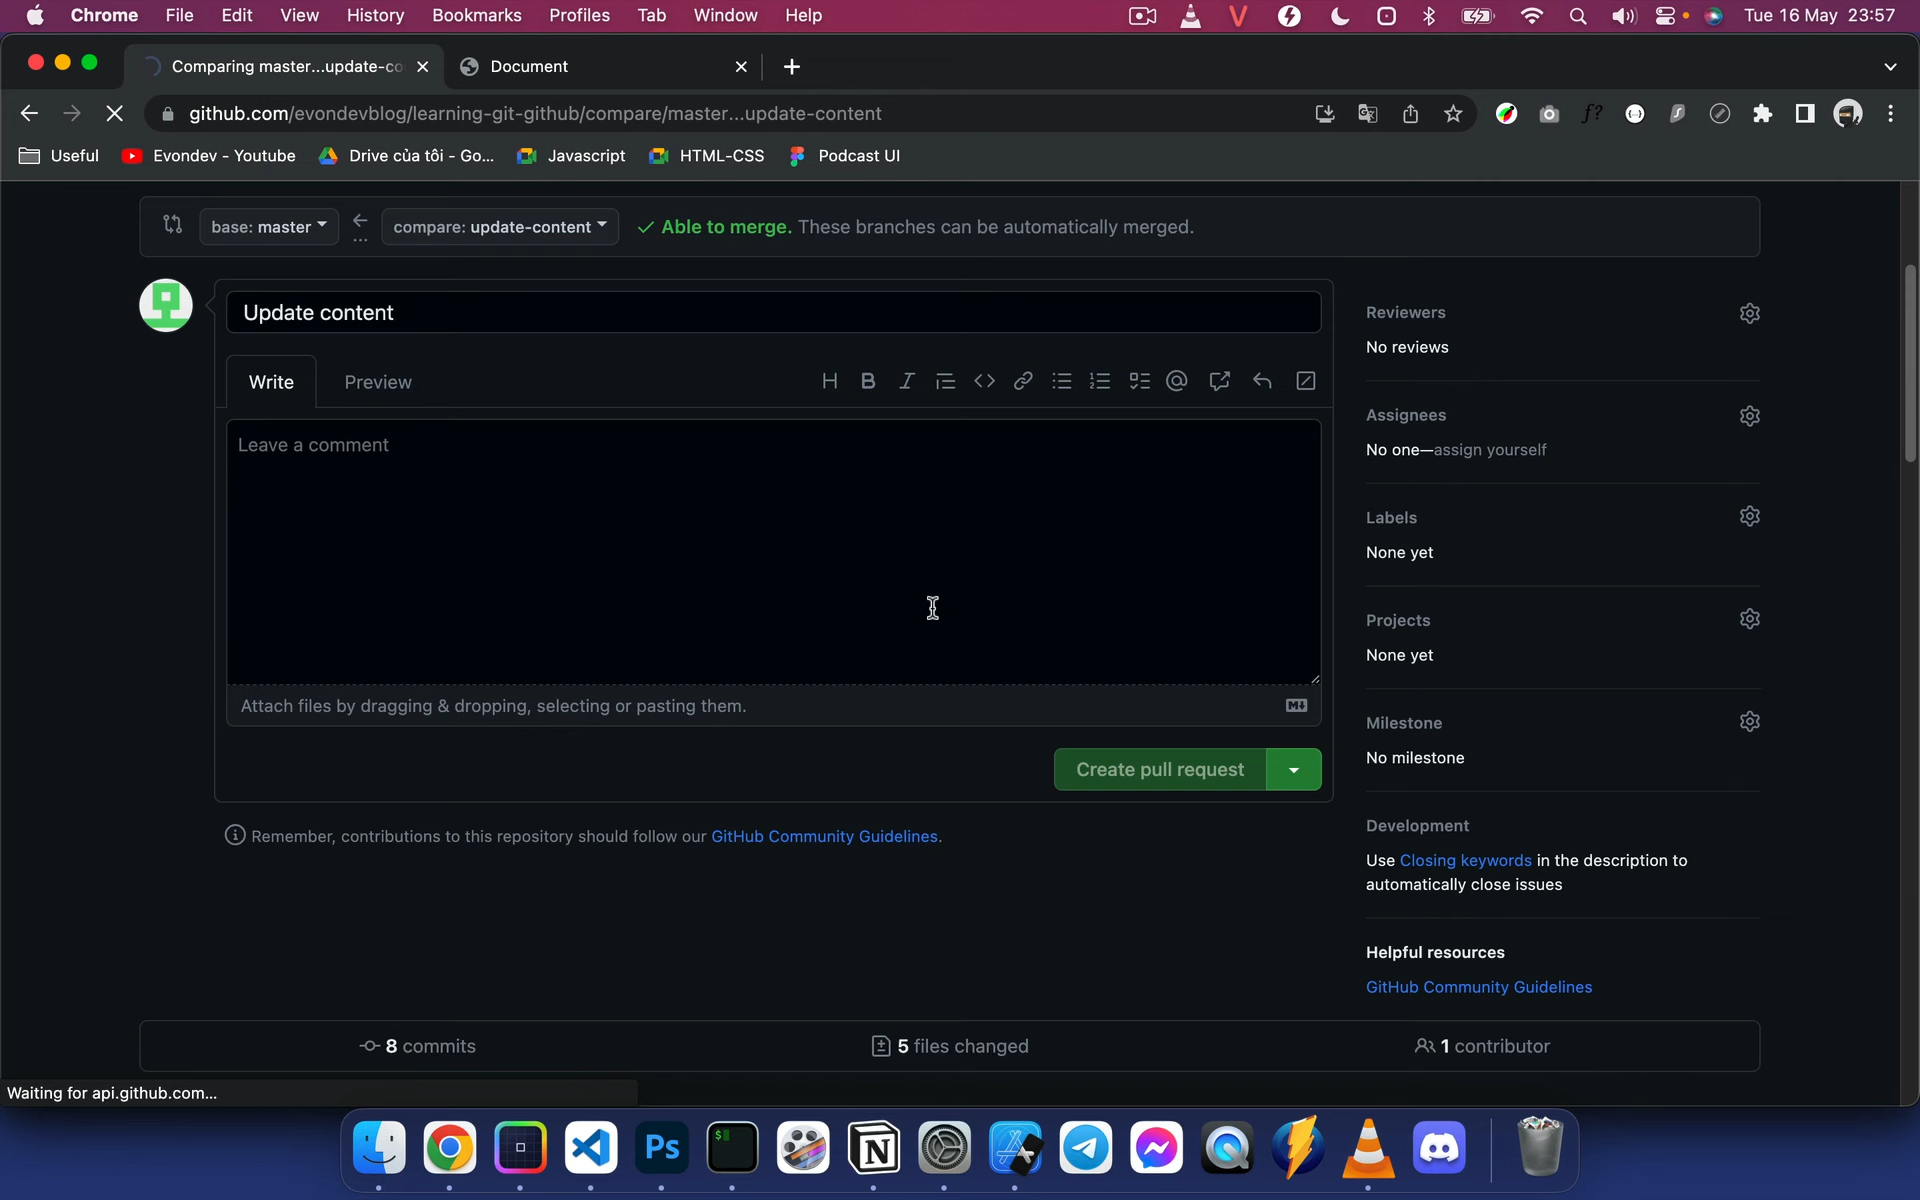 Chrome File Edit View History Bookmarks Profiles Tab Window Help Tue 16 May 23:57
Comparing master...update-co Document
github.com/evondevblog/learning-git-github/compare/master...update-content
Useful Evondev - Youtube Drive của tôi - Go... Javascript HTML-CSS Podcast UI
base: master compare: update-content Able to merge. These branches can be automatically merged.
Update content
Write Preview
Leave a comment
Attach files by dragging & dropping, selecting or pasting them.
Create pull request
Remember, contributions to this repository should follow our GitHub Community Guidelines.
Reviewers
No reviews
Assignees
No one—assign yourself
Labels
None yet
Projects
None yet
Milestone
No milestone
Development
Use Closing keywords in the description to
automatically close issues
Helpful resources
GitHub Community Guidelines
8 commits 5 files changed 1 contributor
Waiting for api.github.com...
Ps